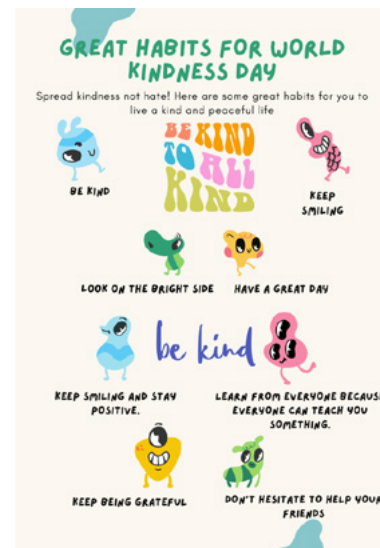 GREAT HABITS FOR WORLD
KINDNESS DAY
Spread kindness not hate! Here are some great habits for you to
live a kind and peaceful life
BE KIND
TO ALL
KIND
BE KIND
KEEP
SMILING
LOOK ON THE BRIGHT SIDE
HAVE A GREAT DAY
be kind
KEEP SMILING AND STAY
POSITIVE.
LEARN FROM EVERYONE BECAUSE
EVERYONE CAN TEACH YOU
SOMETHING.
KEEP BEING GRATEFUL
DON'T HESITATE TO HELP YOUR
FRIENDS